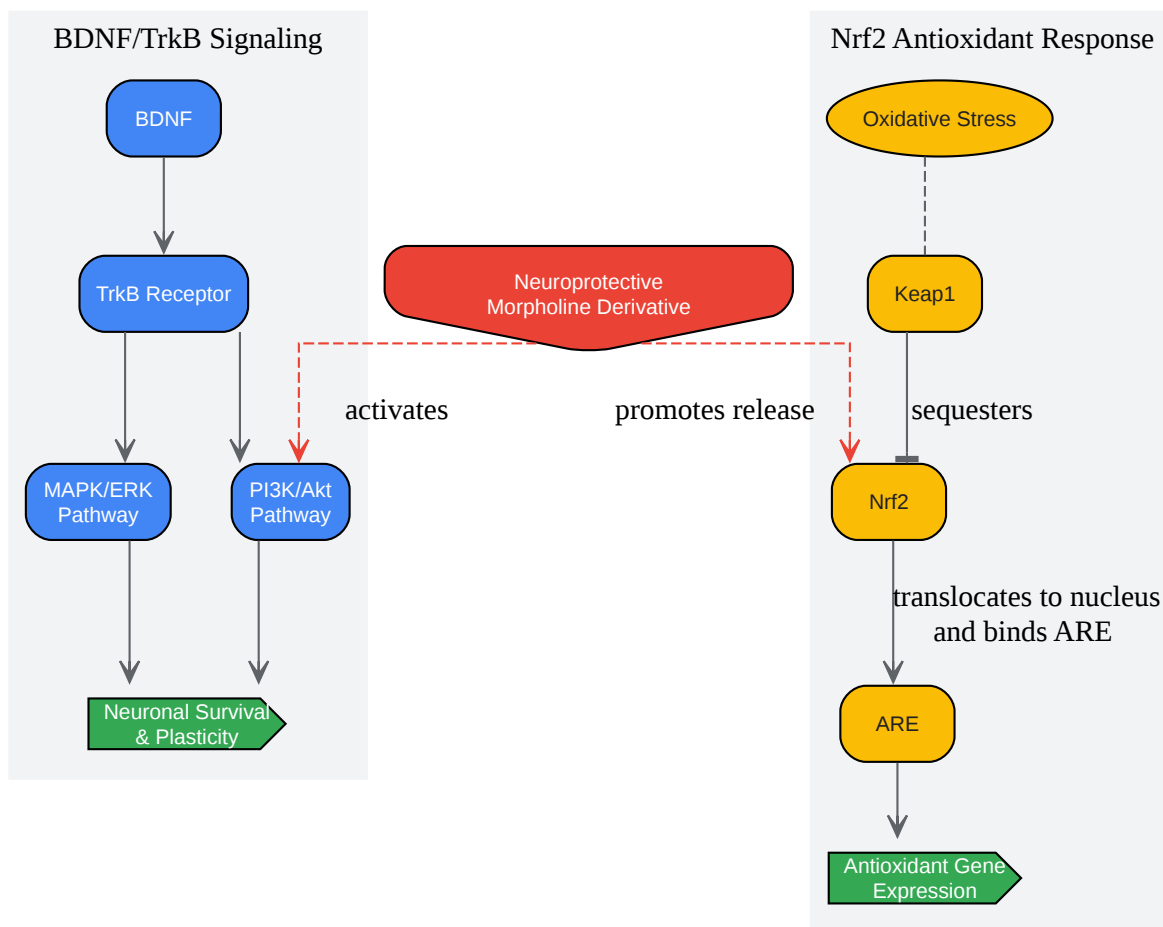 BDNF/TrkB Signaling
BDNF
TrkB Receptor
activates
MAPK/ERK
Pathway
PI3K/Akt
Pathway
Neuronal Survival
& Plasticity
Neuroprotective
Morpholine Derivative
Nrf2 Antioxidant Response
Oxidative Stress
Keap1
promotes release
sequesters
Nrf2
translocates to nucleus
and binds ARE
ARE
Antioxidant Gene
Expression